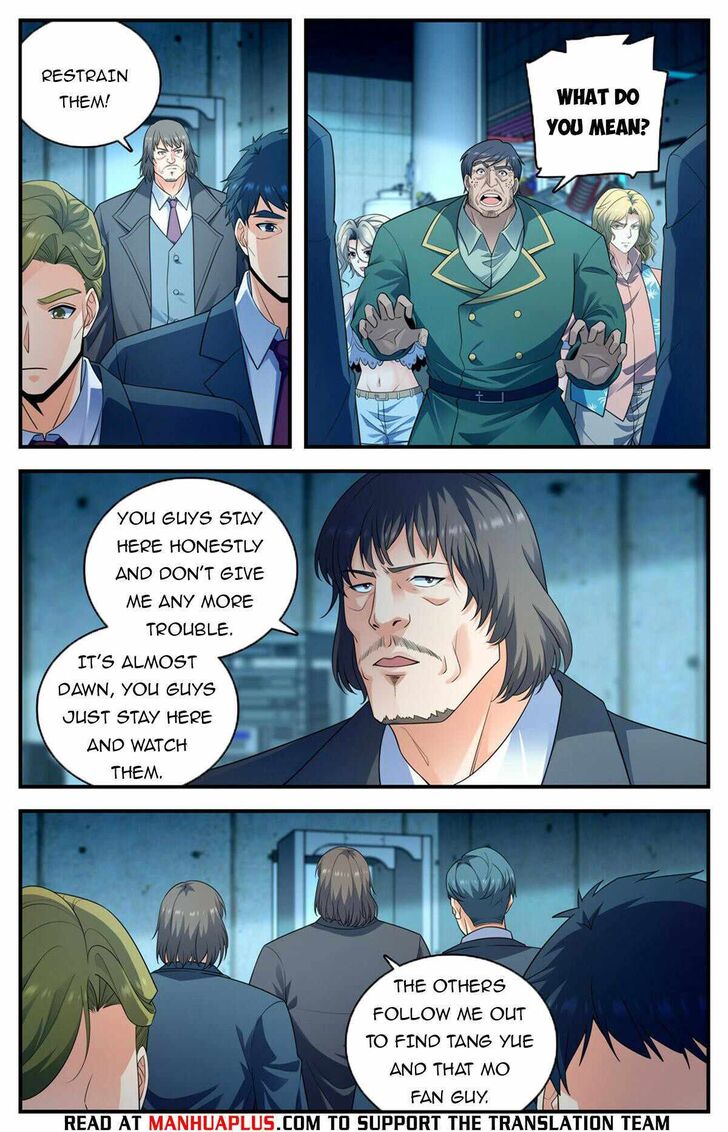 RESTRAIN
THEM!
WHAT DO
YOU MEAN?
YOU GUYS STAY
HERE HONESTLY
AND DON'T GIVE
ME ANY MORE
TROUBLE.
IT'S ALMOST
DAWN, YOU GUYS
JUST STAY HERE
AND WATCH
THEM.
THE OTHERS
FOLLOW ME OUT
TO FIND TANG YUE
AND THAT MO
FAN GUY.
READ AT MANHUAPLUS.COM TO SUPPORT THE TRANSLATION TEAM